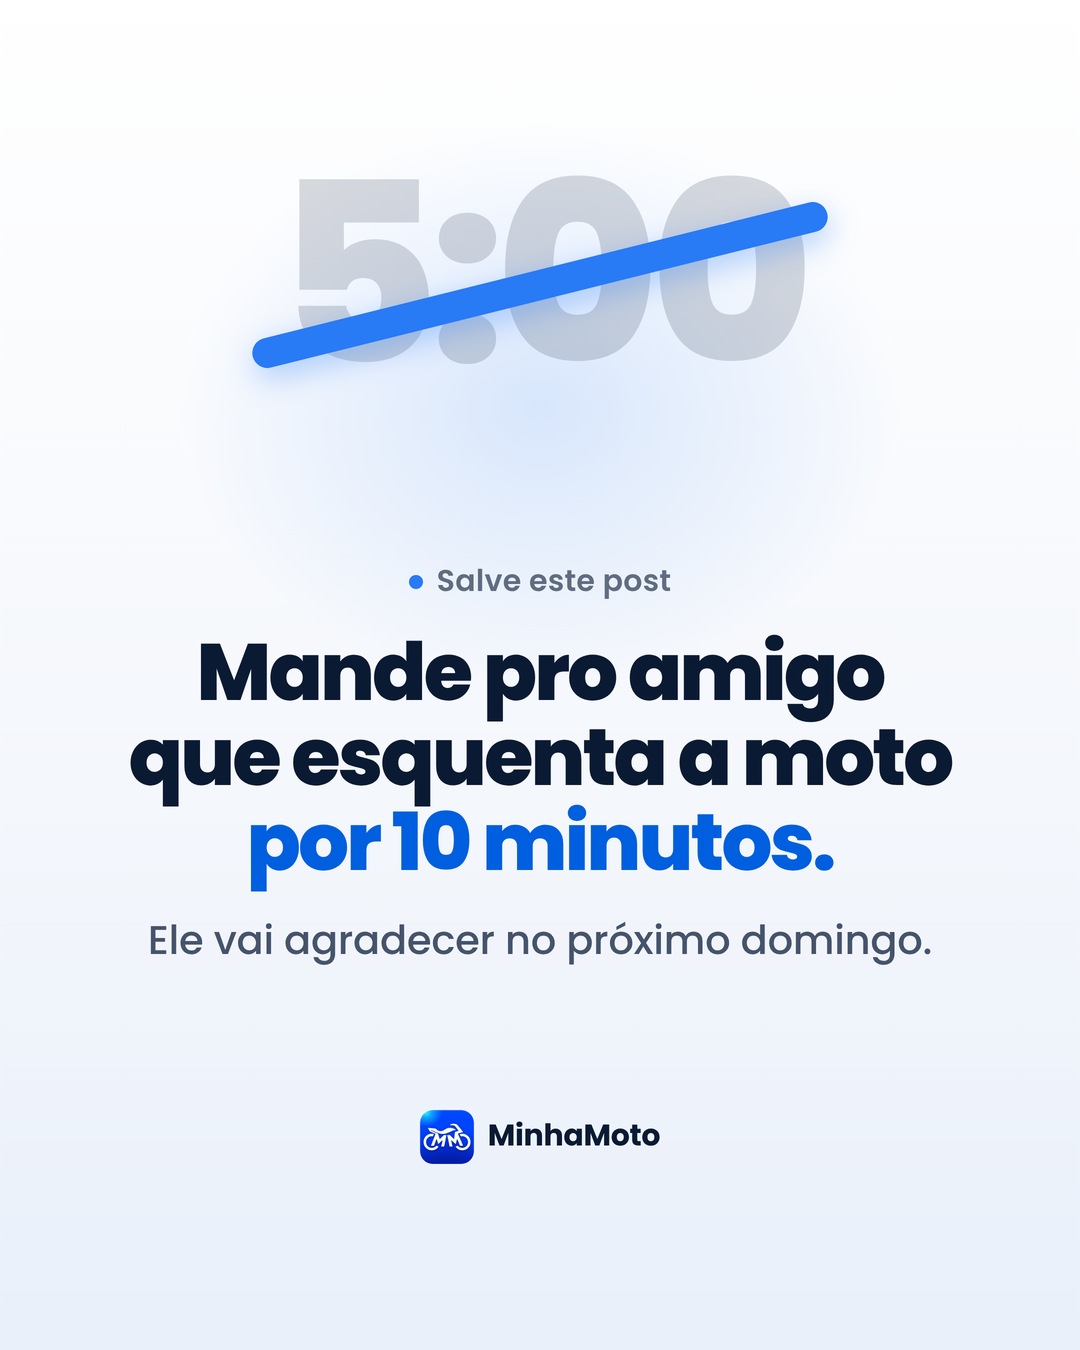 5:00
Salve este post
Mande pro amigo
que esquenta a moto
por 10 minutos.
Ele vai agradecer no próximo domingo.
MM
MinhaMoto